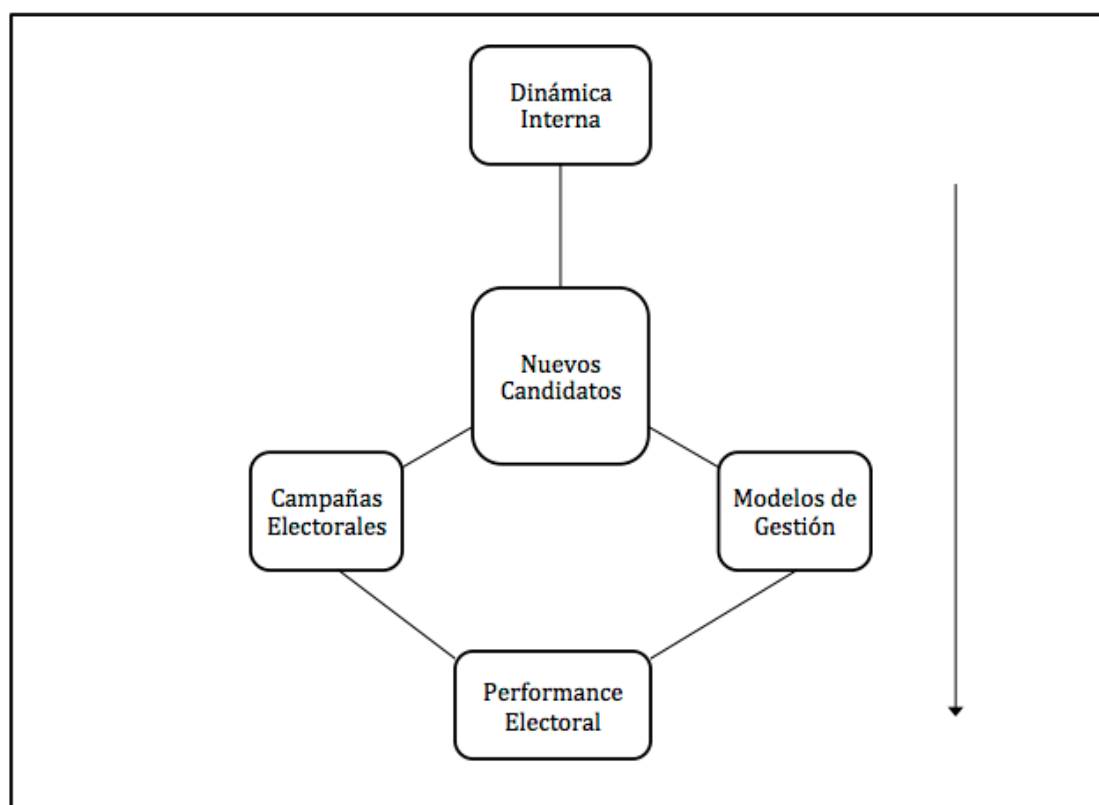 Dinámica
Interna
Nuevos
Candidatos
Campañas
Electorales
Modelos de
Gestión
Performance
Electoral